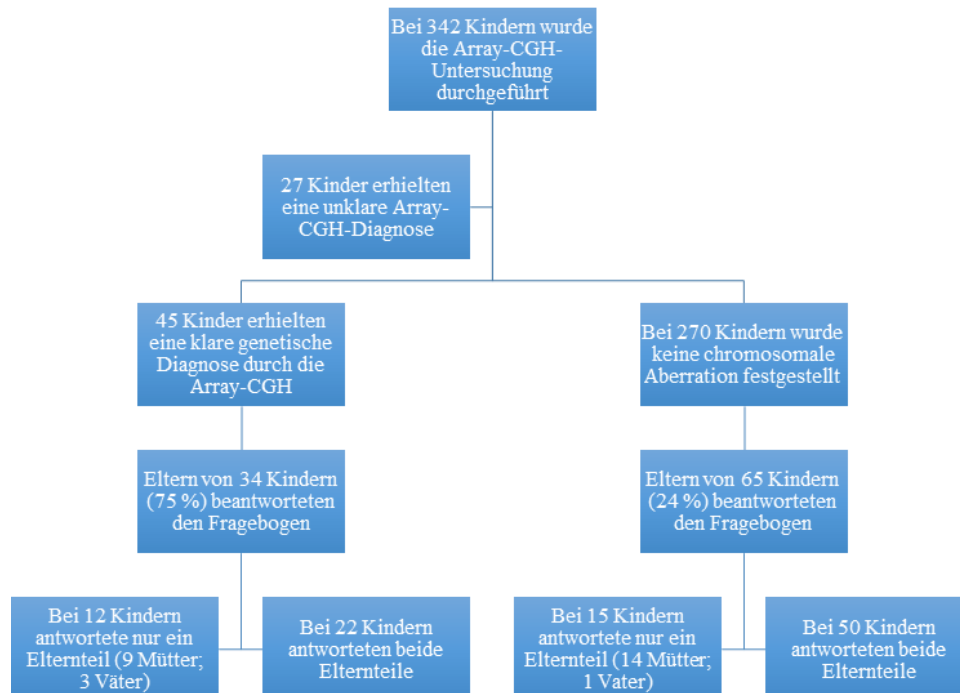 Bei 342 Kindern wurde
die Array-CGH-
Untersuchung
durchgeführt
27 Kinder erhielten
eine unklare Array-
CGH-Diagnose
45 Kinder erhielten
eine klare genetische
Diagnose durch die
Array-CGH
Bei 270 Kindern wurde
keine chromosomale
Aberration festgestellt
Eltern von 34 Kindern
(75 %) beantworteten
den Fragebogen
Eltern von 65 Kindern
(24 %) beantworteten
den Fragebogen
Bei 12 Kindern
antwortete nur ein
Elternteil (9 Mütter;
3 Väter)
Bei 22 Kindern
antworteten beide
Elternteile
Bei 15 Kindern
antwortete nur ein
Elternteil (14 Mütter;
1 Vater)
Bei 50 Kindern
antworteten beide
Elternteile